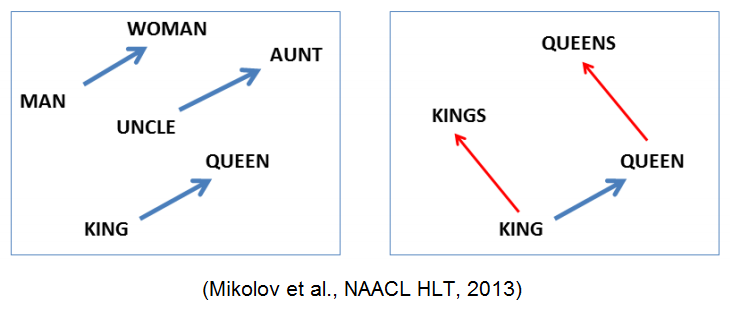 WOMAN
AUNT
MAN
UNCLE
QUEEN
KING
QUEENS
KINGS
QUEEN
KING
(Mikolov et al., NAACL HLT, 2013)